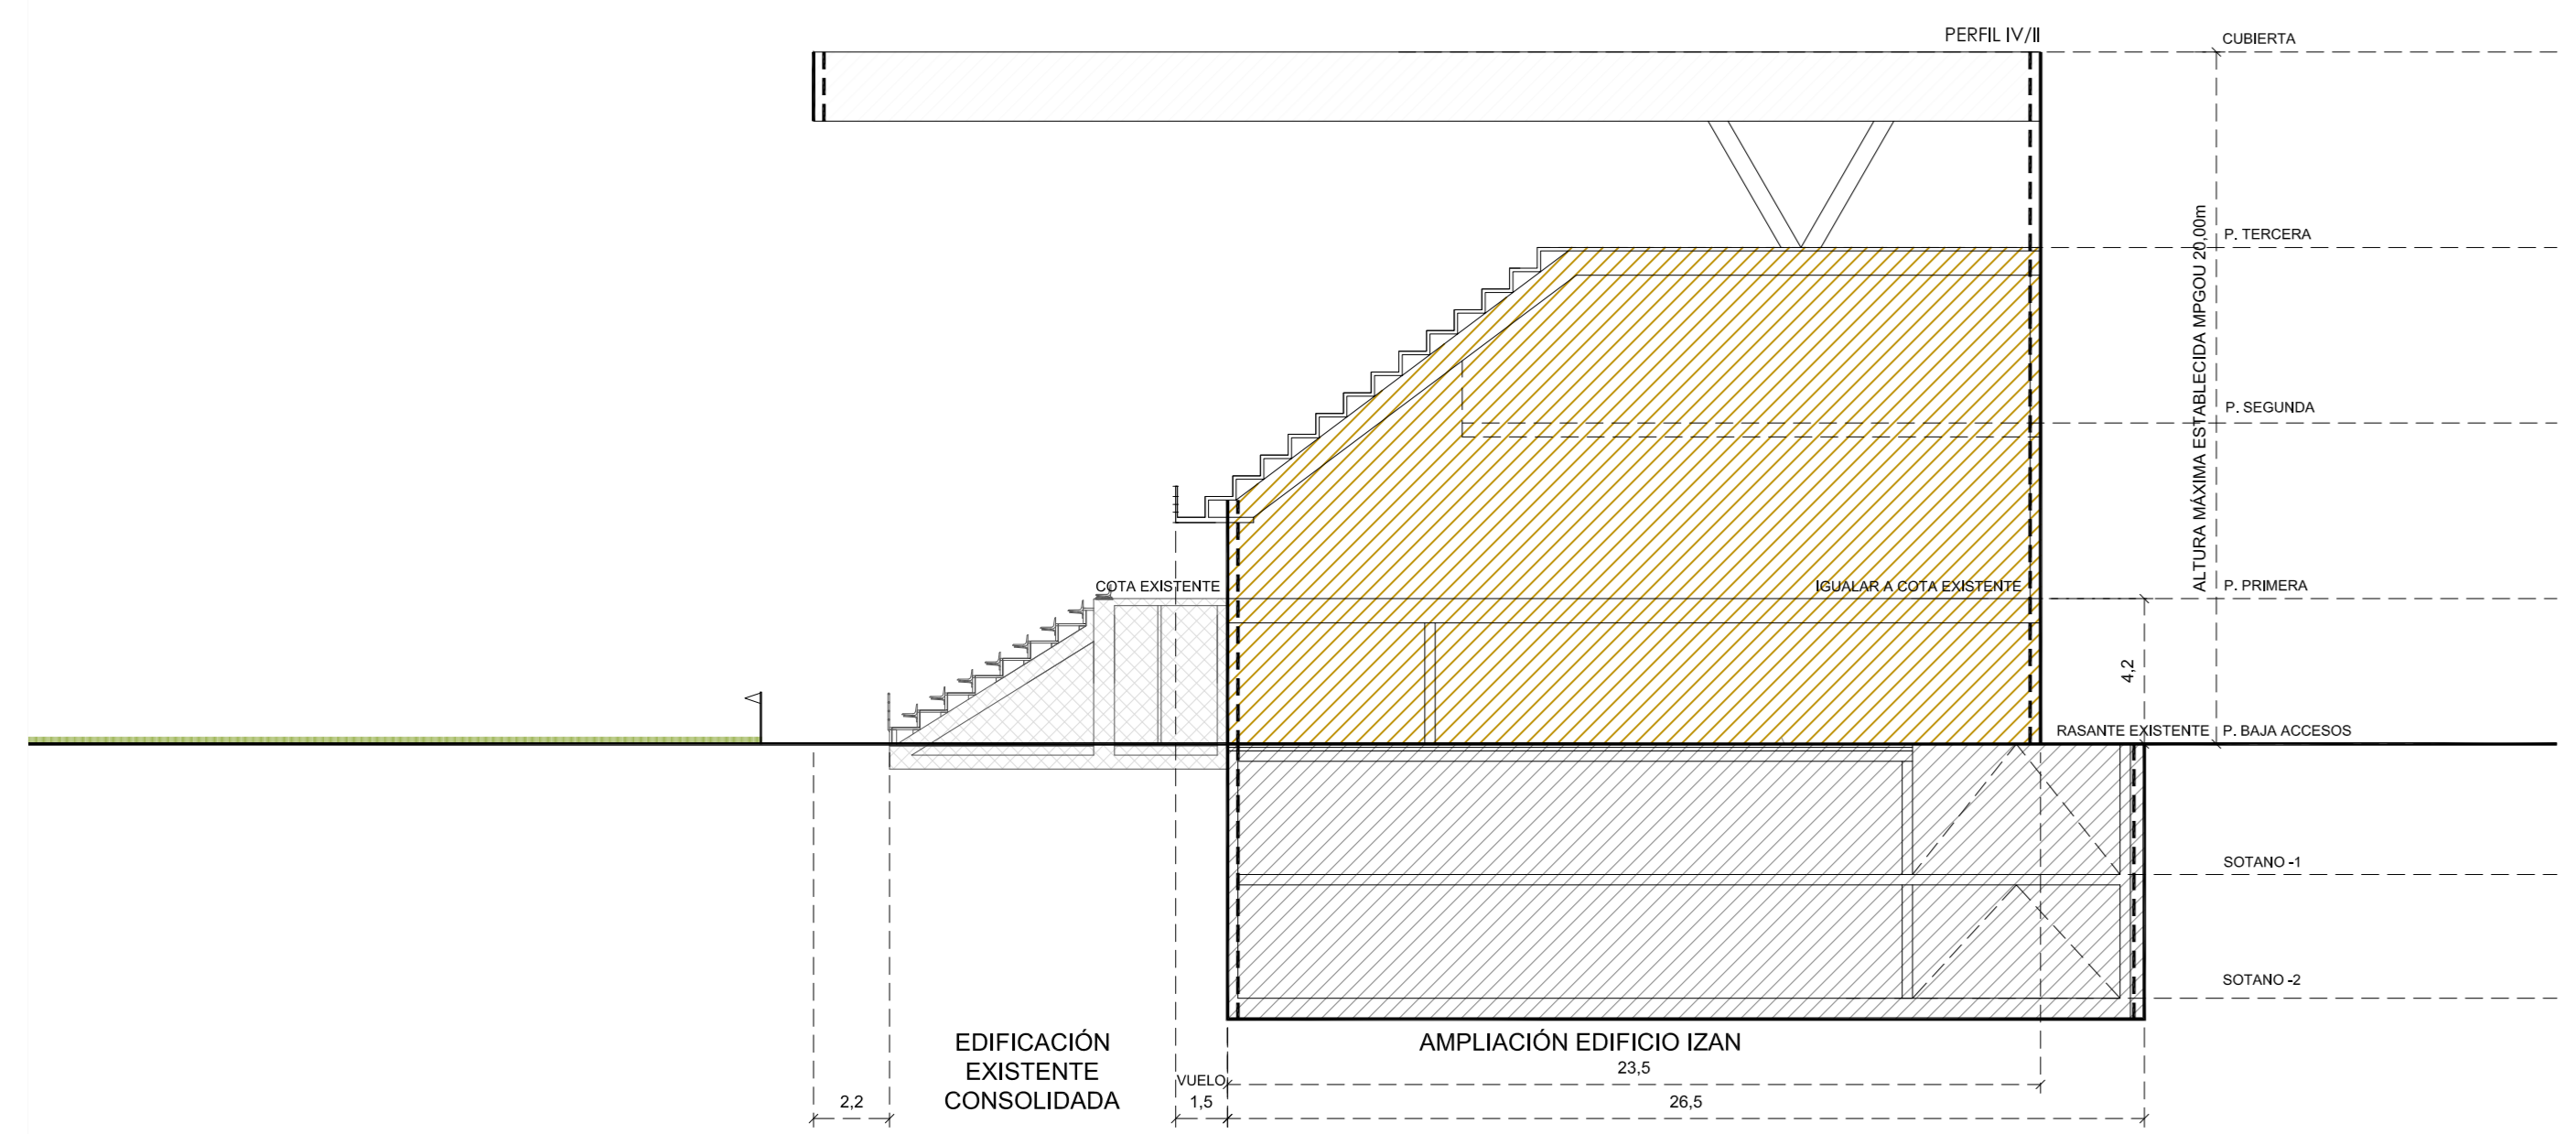 PERFIL IV/II
CUBIERTA
P. TERCERA
ALTURA MÁXIMA ESTABLECIDA MPGOU 20,00m
P. SEGUNDA
COTA EXISTENTE
IGUALAR A COTA EXISTENTE
P. PRIMERA
4,2
RASANTE EXISTENTE
P. BAJA ACCESOS
SOTANO -1
SOTANO -2
EDIFICACIÓN
EXISTENTE
CONSOLIDADA
AMPLIACIÓN EDIFICIO IZAN
23,5
VUELO
2,2
1,5
26,5